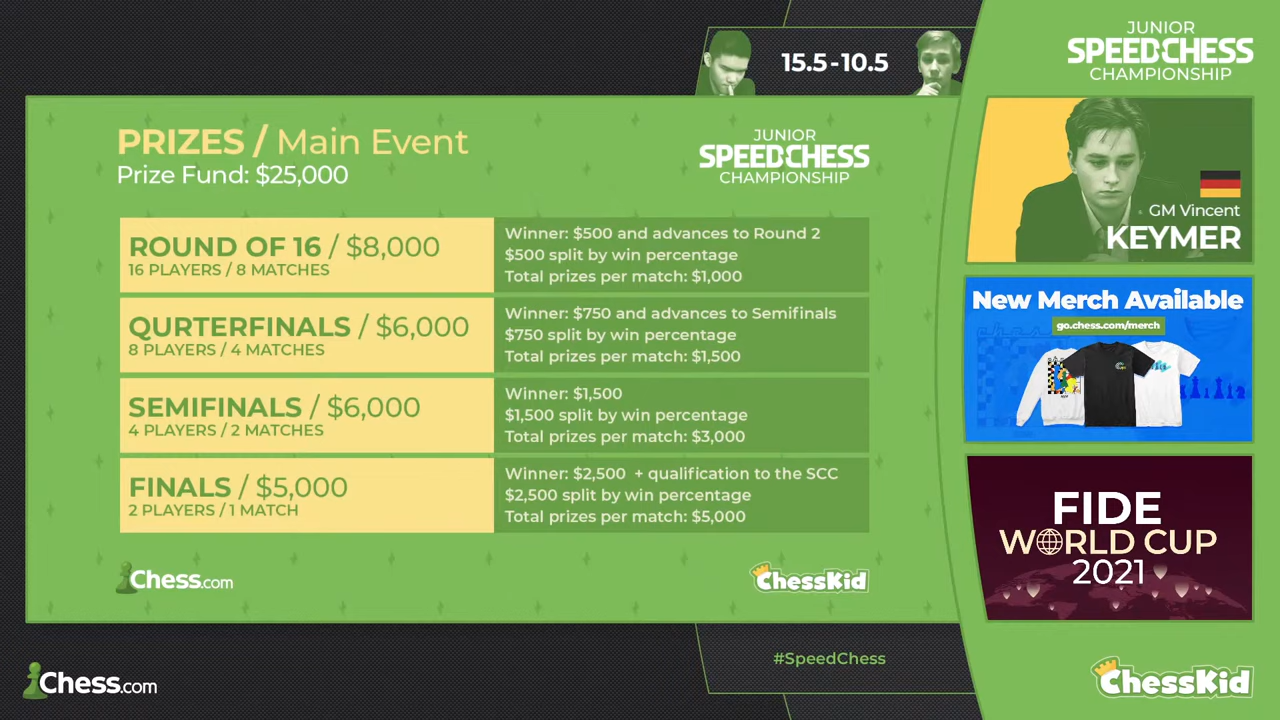 15.5-10.5
JUNIOR
SPEEDCHESS
CHAMPIONSHIP
PRIZES / Main Event
Prize Fund: $25,000
JUNIOR
SPEEDCHESS
CHAMPIONSHIP
ROUND OF 16 / $8,000
16 PLAYERS / 8 MATCHES
Winner: $500 and advances to Round 2
$500 split by win percentage
Total prizes per match: $1,000
QURTERFINALS / $6,000
8 PLAYERS / 4 MATCHES
Winner: $750 and advances to Semifinals
$750 split by win percentage
Total prizes per match: $1,500
SEMIFINALS / $6,000
4 PLAYERS / 2 MATCHES
Winner: $1,500
$1,500 split by win percentage
Total prizes per match: $3,000
FINALS / $5,000
2 PLAYERS / 1 MATCH
Winner: $2,500 + qualification to the SCC
$2,500 split by win percentage
Total prizes per match: $5,000
Chess.com
ChessKid
GM Vincent
KEYMER
New Merch Available
go.chess.com/merch
FIDE
WORLD CUP
2021
#SpeedChess
Chess.com
ChessKid